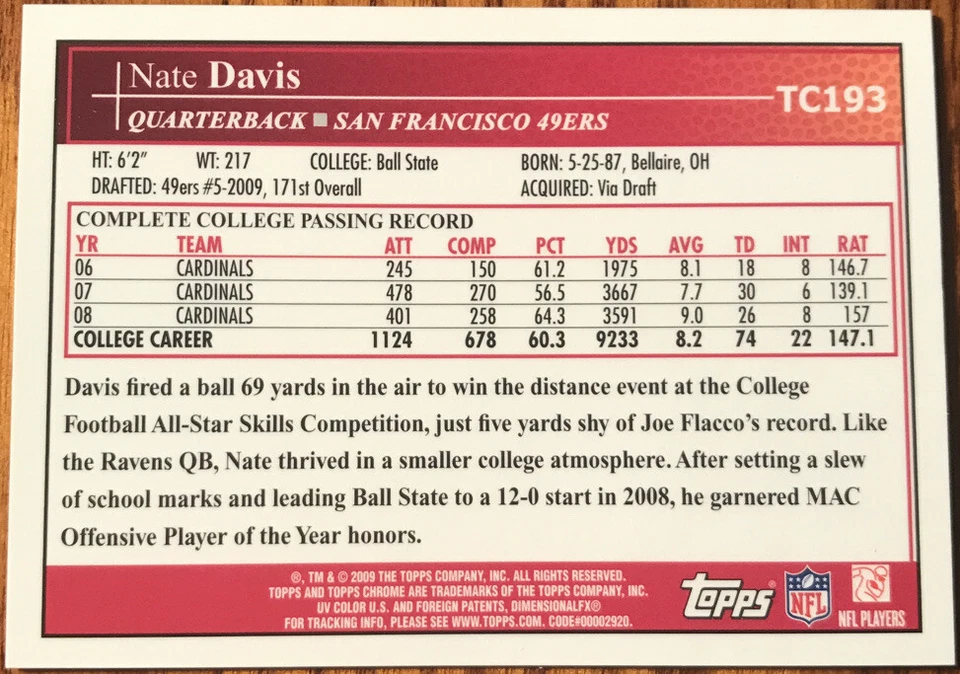 Nate Davis
TC193
QUARTERBACK ■ SAN FRANCISCO 49ERS
HT: 6'2" WT: 217 COLLEGE: Ball State BORN: 5-25-87, Bellaire, OH
DRAFTED: 49ers #5-2009, 171st Overall ACQUIRED: Via Draft
COMPLETE COLLEGE PASSING RECORD
YR TEAM ATT COMP PCT YDS AVG TD INT RAT
06 CARDINALS 245 150 61.2 1975 8.1 18 8 146.7
07 CARDINALS 478 270 56.5 3667 7.7 30 6 139.1
08 CARDINALS 401 258 64.3 3591 9.0 26 8 157
COLLEGE CAREER 1124 678 60.3 9233 8.2 74 22 147.1
Davis fired a ball 69 yards in the air to win the distance event at the College
Football All-Star Skills Competition, just five yards shy of Joe Flacco's record. Like
the Ravens QB, Nate thrived in a smaller college atmosphere. After setting a slew
of school marks and leading Ball State to a 12-0 start in 2008, he garnered MAC
Offensive Player of the Year honors.
®, TM & © 2009 THE TOPPS COMPANY, INC. ALL RIGHTS RESERVED.
TOPPS AND TOPPS CHROME ARE TRADEMARKS OF THE TOPPS COMPANY, INC.
UV COLOR U.S. AND FOREIGN PATENTS, DIMENSIONALFX®
FOR TRACKING INFO, PLEASE SEE WWW.TOPPS.COM. CODE#00002920.
Topps®
NFL
NFL PLAYERS